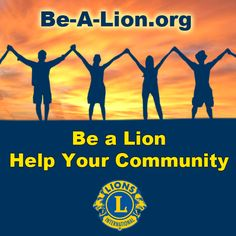 Be-A-Lion.org
Be a Lion
Help Your Community
LIONS
L
INTERNATIONAL